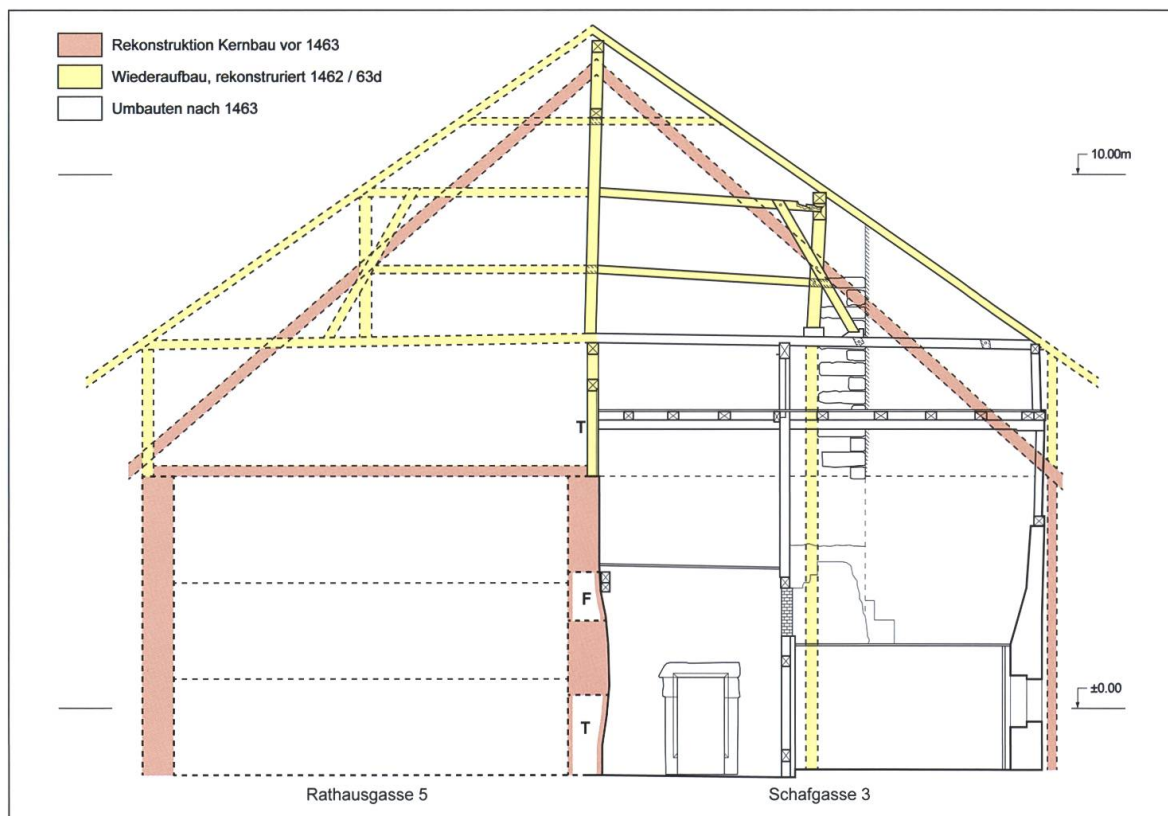 Rekonstruktion Kernbau vor 1463
Wiederaufbau, rekonstruriert 1462 / 63d
Umbauten nach 1463
10.00m
T
F
T
±0.00
Rathausgasse 5
Schafgasse 3